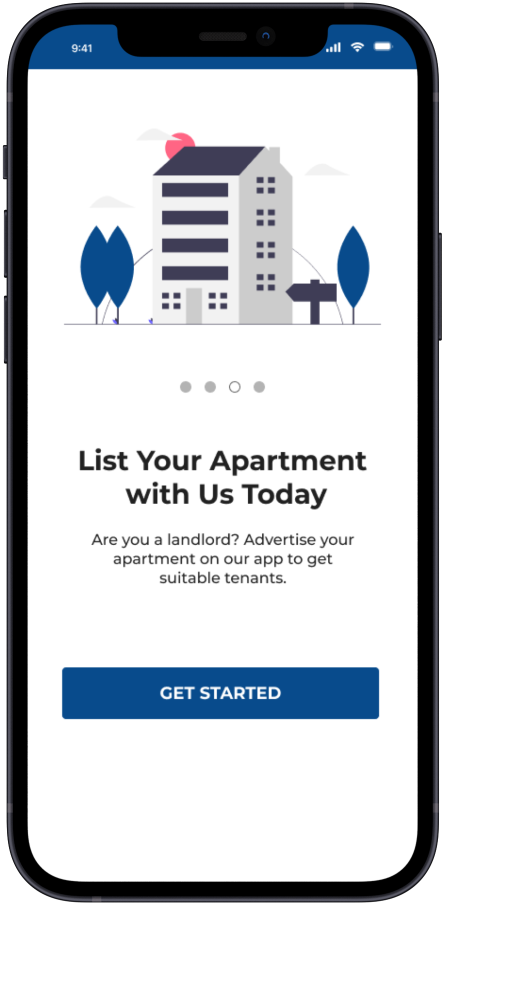 9:41
List Your Apartment
with Us Today
Are you a landlord? Advertise your
apartment on our app to get
suitable tenants.
GET STARTED